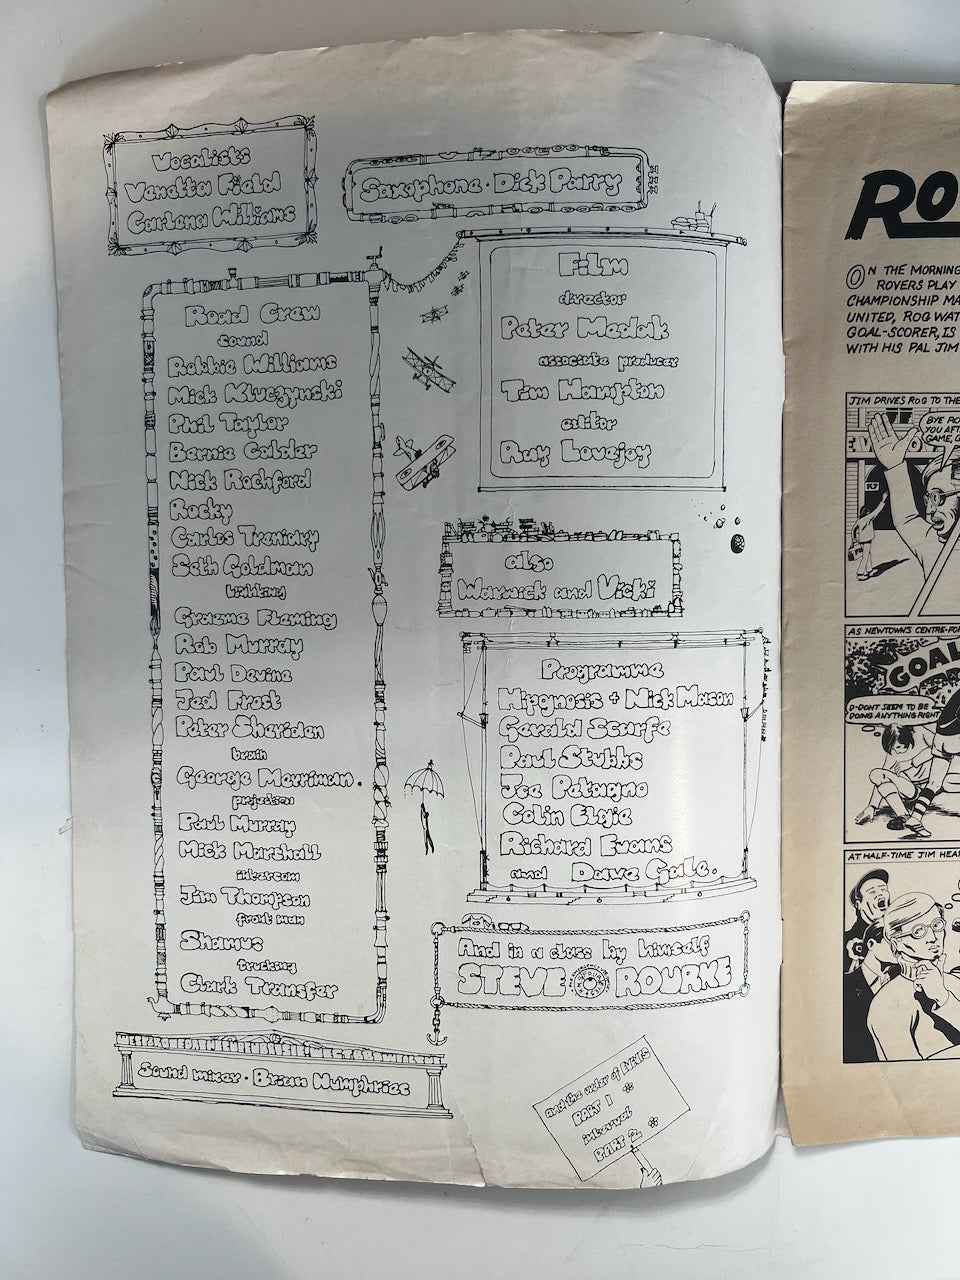 Vocalists
Venetta Field
Carlena Williams
Saxophone · Dick Parry
Road Crew
sound
Robbie Williams
Mick Kluczynski
Phil Taylor
Bernie Calder
Nick Rochford
Rocky
Carlos Trenidry
Seth Goldman
lighting
Graeme Fleming
Rob Murray
Paul Devine
Jed Frost
Peter Sheriden
brain
George Merriman.
projection
Paul Murray
Mick Marshall
intercom
Jim Thompson
front man
Shamus
trucking
Clark Transfer
Sound mixer · Brian Humphries
Film
director
Peter Medak
associate producer
Tim Hampton
editor
Ray Lovejoy
also
Warwick and Vicki
Programme
Hipgnosis + Nick Mason
Gerald Scarfe
Paul Stubbs
Joe Petagno
Colin Elgie
Richard Evans
and Dave Gale.
And in a class by himself
STEVE O ROURKE
and the order of EVENTS
PART 1
interval
PART 2
RO
ON THE MORNING
ROVERS PLAY
CHAMPIONSHIP MA
UNITED, ROG WAT
GOAL-SCORER, IS
WITH HIS PAL JIM
JIM DRIVES ROG TO THE
BYE RO
YOU AFT
GAME, G
AS NEWTOWN'S CENTRE-FO
GOAL
D-DONT SEEM TO BE
DOING ANYTHING RIGHT
AT HALF-TIME JIM HEAR